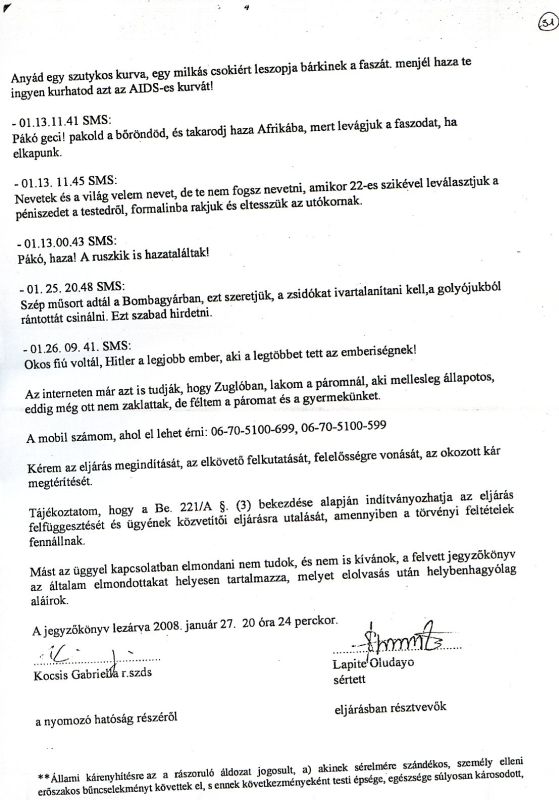 51
Anyád egy szutykos kurva, egy milkás csokiért leszopja bárkinek a faszát. menjél haza te
ingyen kurhatod azt az AIDS-es kurvát!
- 01.13.11.41 SMS:
Pákó geci! pakold a bőröndöd, és takarodj haza Afrikába, mert levágjuk a faszodat, ha
elkapunk.
- 01.13. 11.45 SMS:
Nevetek és a világ velem nevet, de te nem fogsz nevetni, amikor 22-es szikével leválasztjuk a
péniszedet a testedről, formalinba rakjuk és eltesszük az utókornak.
- 01.13.00.43 SMS:
Pákó, haza! A ruszkik is hazataláltak!
- 01. 25. 20.48 SMS:
Szép műsort adtál a Bombagyárban, ezt szeretjük, a zsidókat ivartalanítani kell,a golyójukból
rántottát csinálni. Ezt szabad hirdetni.
- 01.26. 09. 41. SMS:
Okos fiú voltál, Hitler a legjobb ember, aki a legtöbbet tett az emberiségnek!
Az interneten már azt is tudják, hogy Zuglóban, lakom a páromnál, aki mellesleg állapotos,
eddig még ott nem zaklattak, de féltem a páromat és a gyermekünket.
A mobil számom, ahol el lehet érni: 06-70-5100-699, 06-70-5100-599
Kérem az eljárás megindítását, az elkövető felkutatását, felelősségre vonását, az okozott kár
megtérítését.
Tájékoztatom, hogy a Be. 221/A §. (3) bekezdése alapján indítványozhatja az eljárás
felfüggesztését és ügyének közvetítői eljárásra utalását, amennyiben a törvényi feltételek
fennállnak.
Mást az üggyel kapcsolatban elmondani nem tudok, és nem is kívánok, a felvett jegyzőkönyv
az általam elmondottakat helyesen tartalmazza, melyet elolvasás után helybenhagyólag
aláírok.
A jegyzőkönyv lezárva 2008. január 27. 20 óra 24 perckor.
Kocsis Gabriella r.szds
Lapite Oludayo
sértett
a nyomozó hatóság részéről
eljárásban résztvevők
**Állami kárenyhítésre az a rászoruló áldozat jogosult, a) akinek sérelmére szándékos, személy elleni
erőszakos bűncselekményt követtek el, s ennek következményeként testi épsége, egészsége súlyosan károsodott,